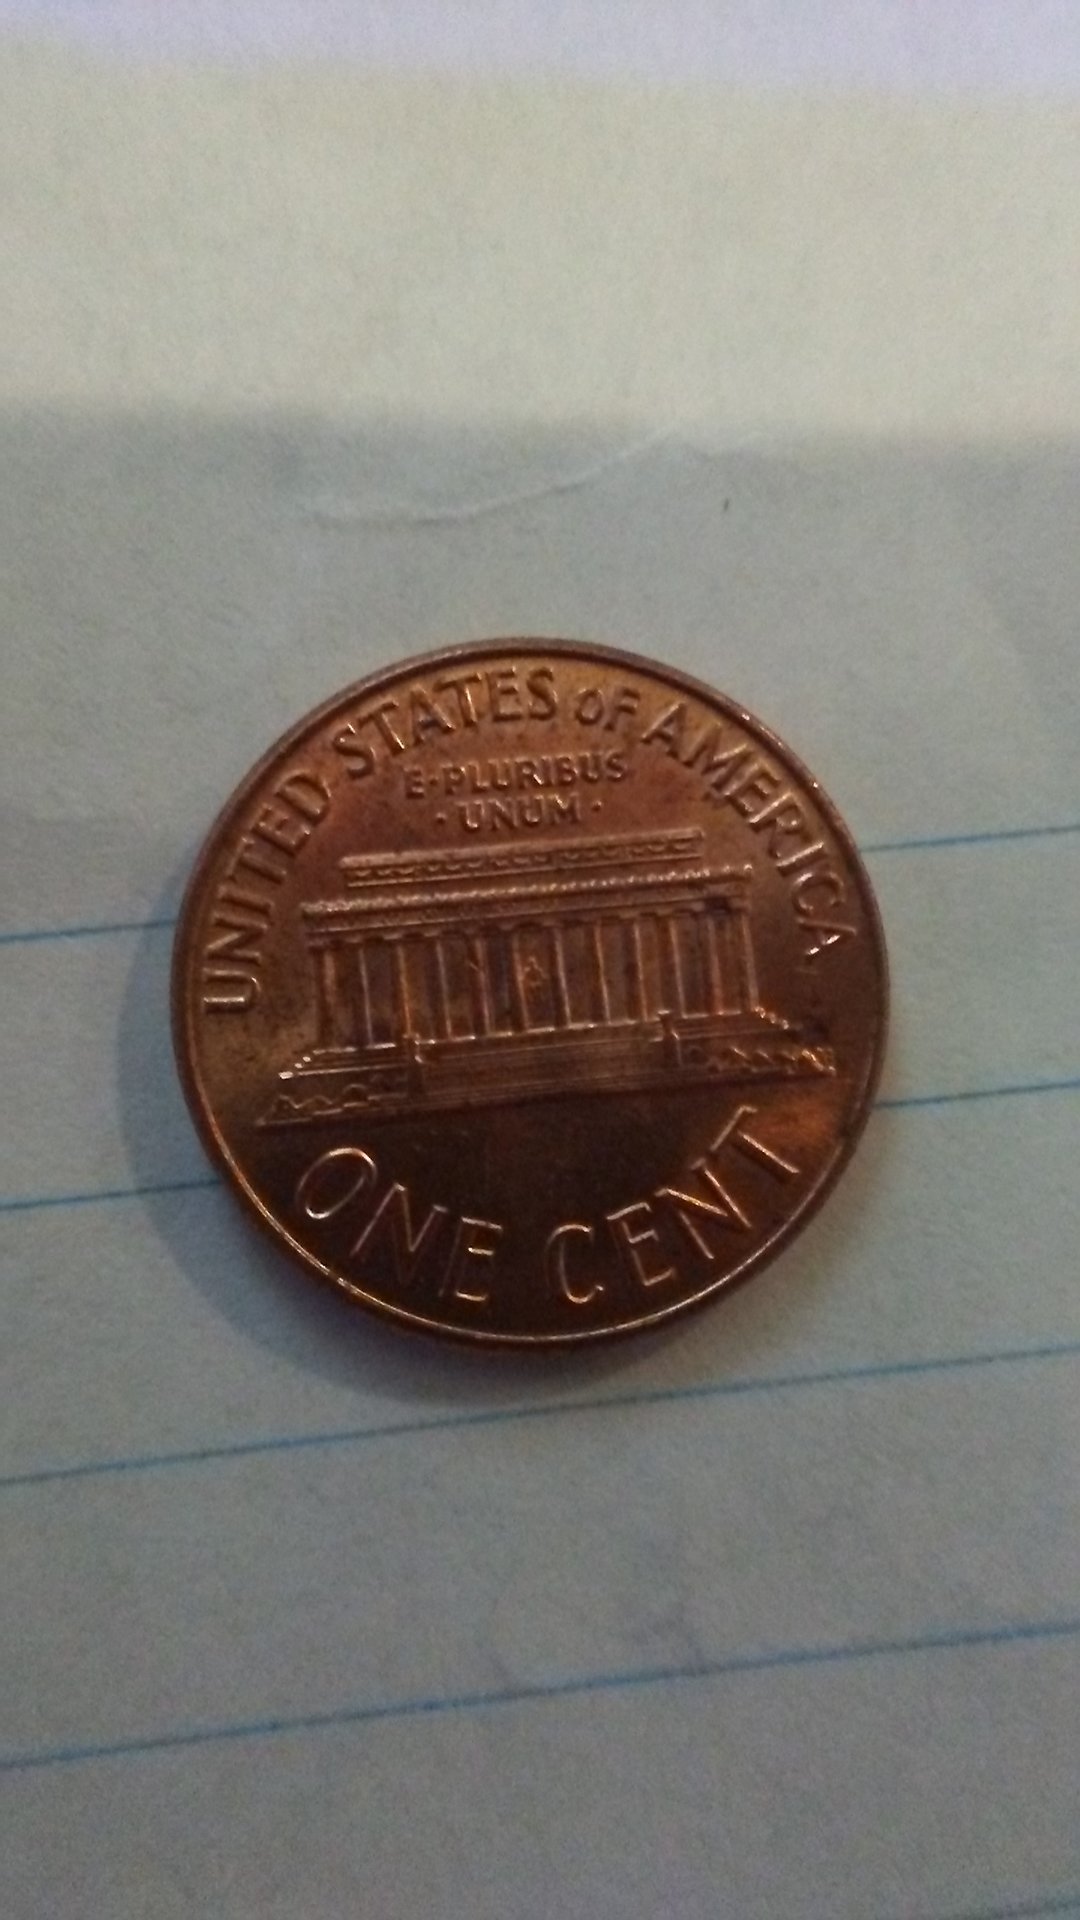 UNITED STATES OF AMERICA
E·PLURIBUS
·UNUM·
ONE CENT